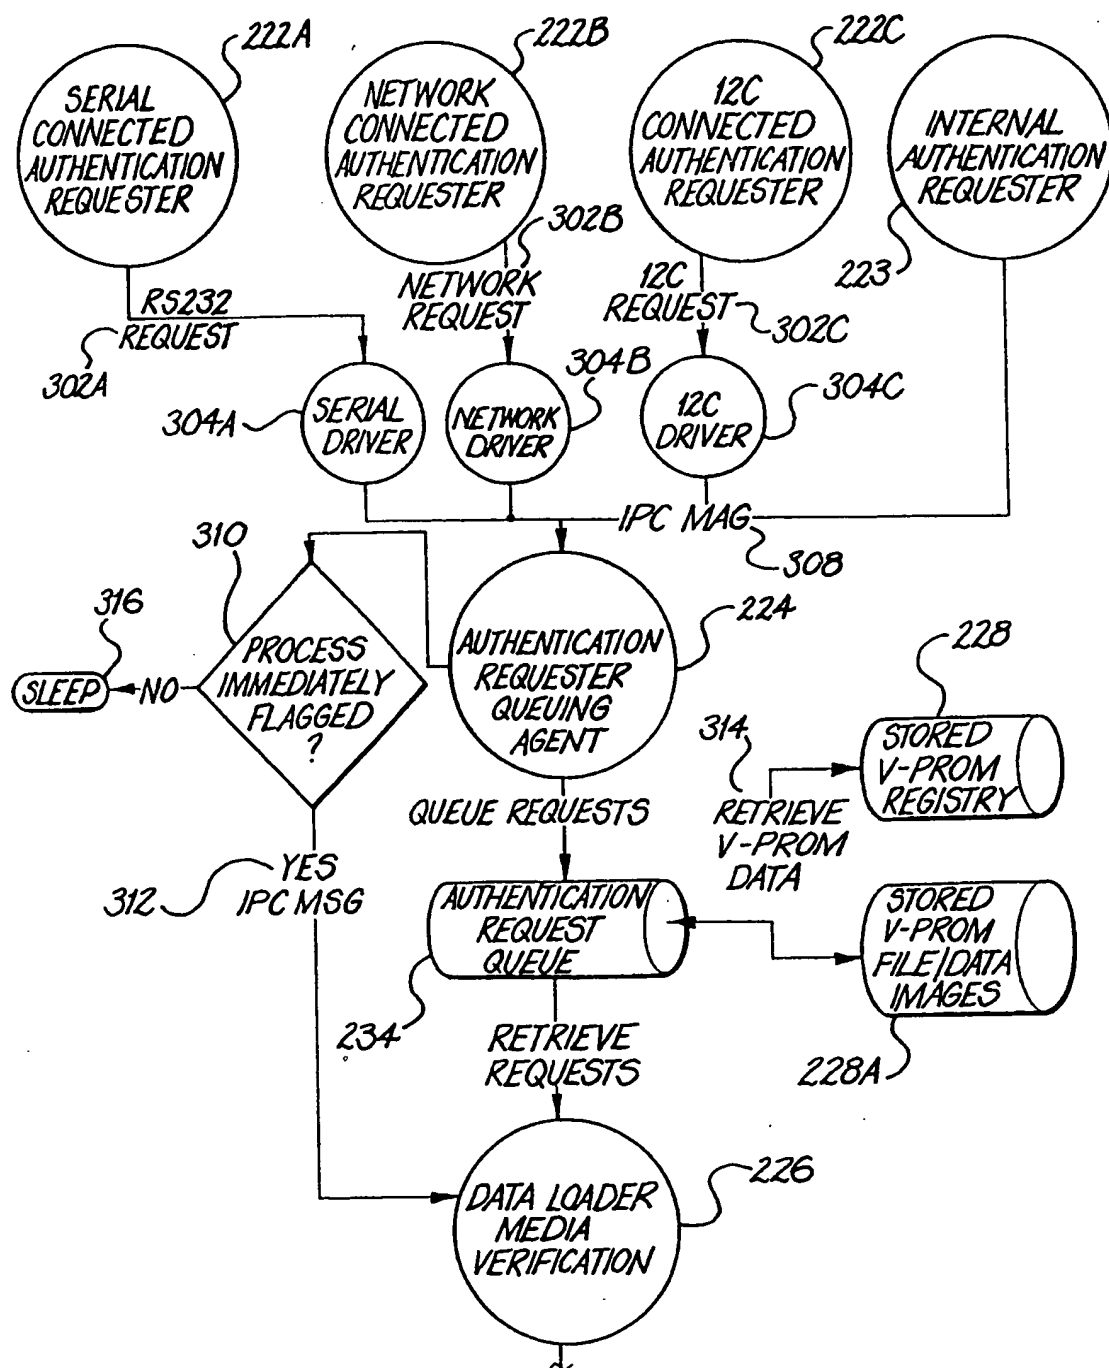 222A
222B
222C
SERIAL
CONNECTED
AUTHENTICATION
REQUESTER
NETWORK
CONNECTED
AUTHENTICATION
REQUESTER
12C
CONNECTED
AUTHENTICATION
REQUESTER
INTERNAL
AUTHENTICATION
REQUESTER
223
RS232
REQUEST
302A
302B
NETWORK
REQUEST
12C
REQUEST
302C
304A
SERIAL
DRIVER
304B
NETWORK
DRIVER
12C
DRIVER
304C
IPC MAG
308
310
316
SLEEP
NO
PROCESS
IMMEDIATELY
FLAGGED
?
AUTHENTICATION
REQUESTER
QUEUING
AGENT
224
228
STORED
V-PROM
REGISTRY
314
RETRIEVE
V-PROM
DATA
QUEUE REQUESTS
YES
IPC MSG
312
AUTHENTICATION
REQUEST
QUEUE
234
STORED
V-PROM
FILE/DATA
IMAGES
228A
RETRIEVE
REQUESTS
DATA LOADER
MEDIA
VERIFICATION
226